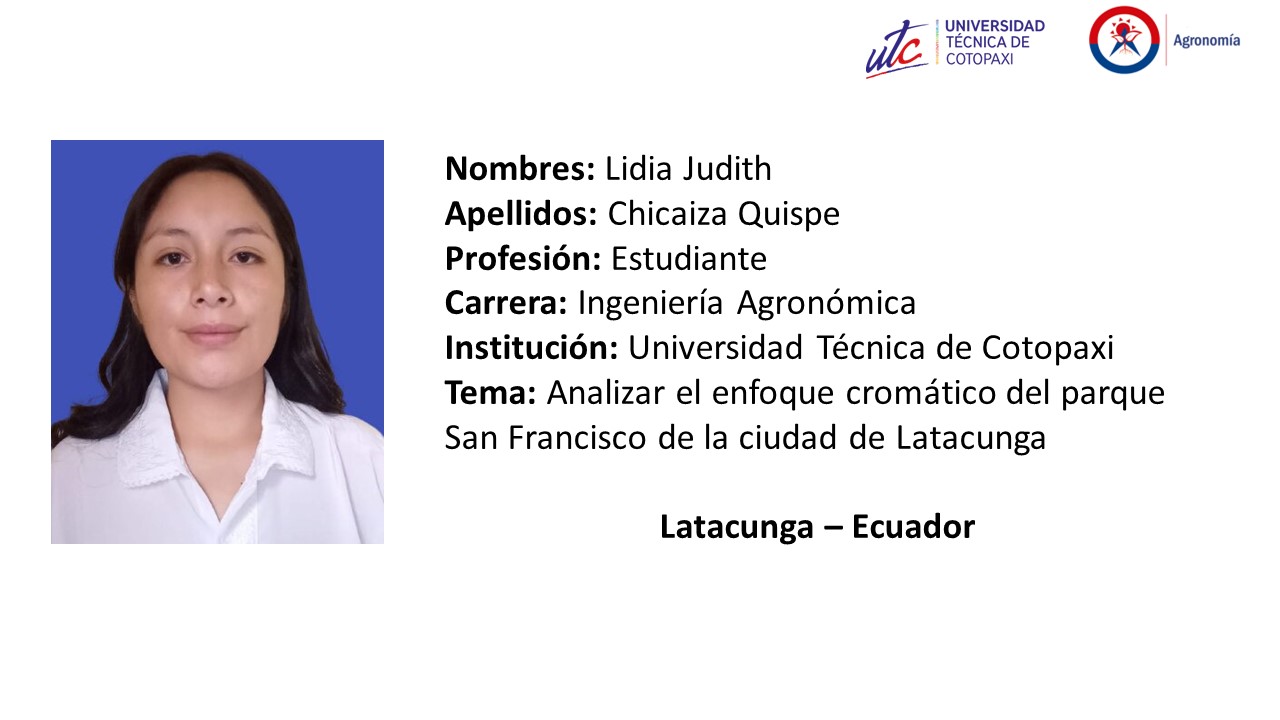 utc
UNIVERSIDAD
TÉCNICA DE
COTOPAXI
Agronomía
Nombres: Lidia Judith
Apellidos: Chicaiza Quispe
Profesión: Estudiante
Carrera: Ingeniería Agronómica
Institución: Universidad Técnica de Cotopaxi
Tema: Analizar el enfoque cromático del parque
San Francisco de la ciudad de Latacunga
Latacunga – Ecuador